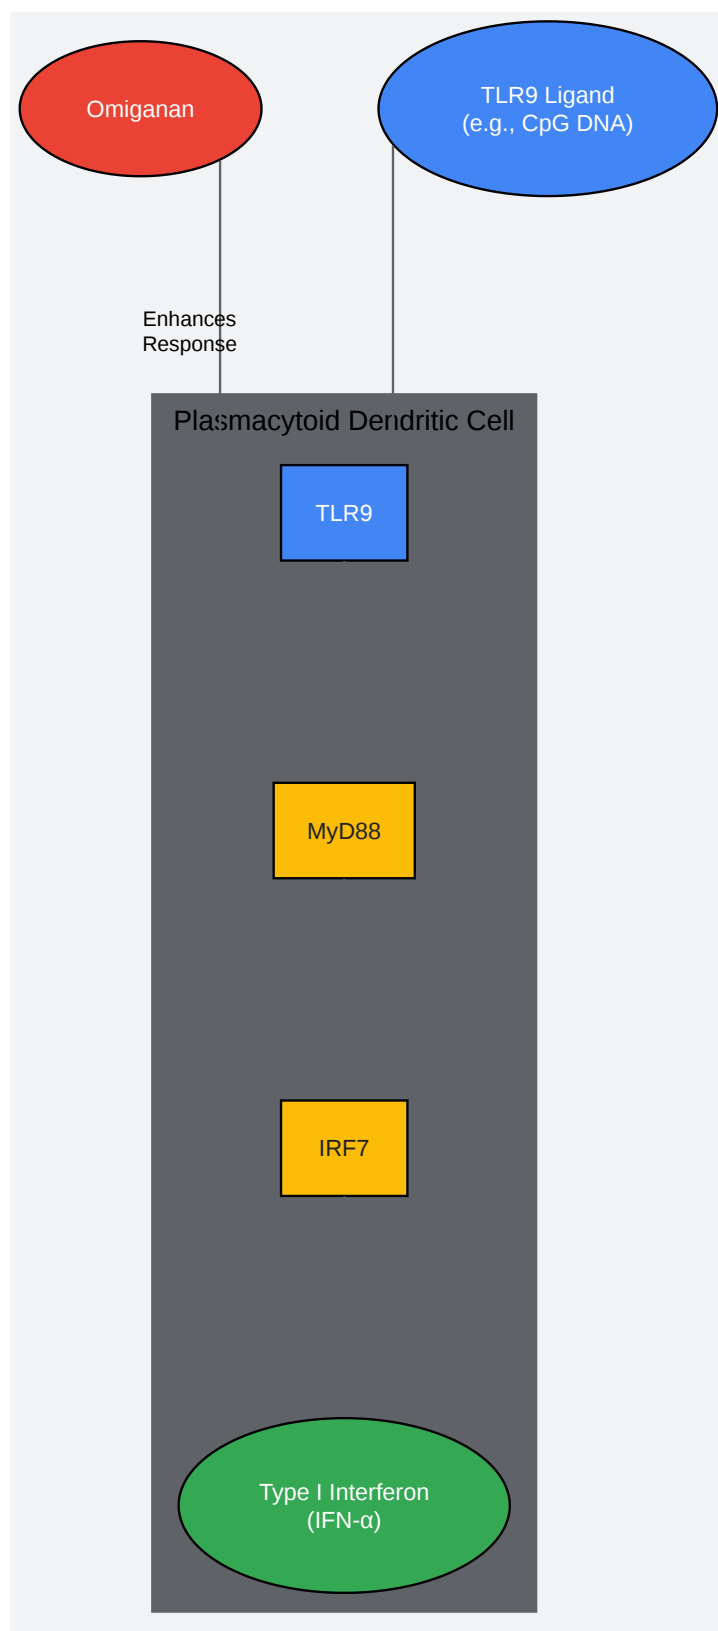 Omiganan
TLR9 Ligand
(e.g., CpG DNA)
Enhances
Response
Plasmacytoid Dendritic Cell
TLR9
MyD88
IRF7
Type I Interferon
(IFN-α)